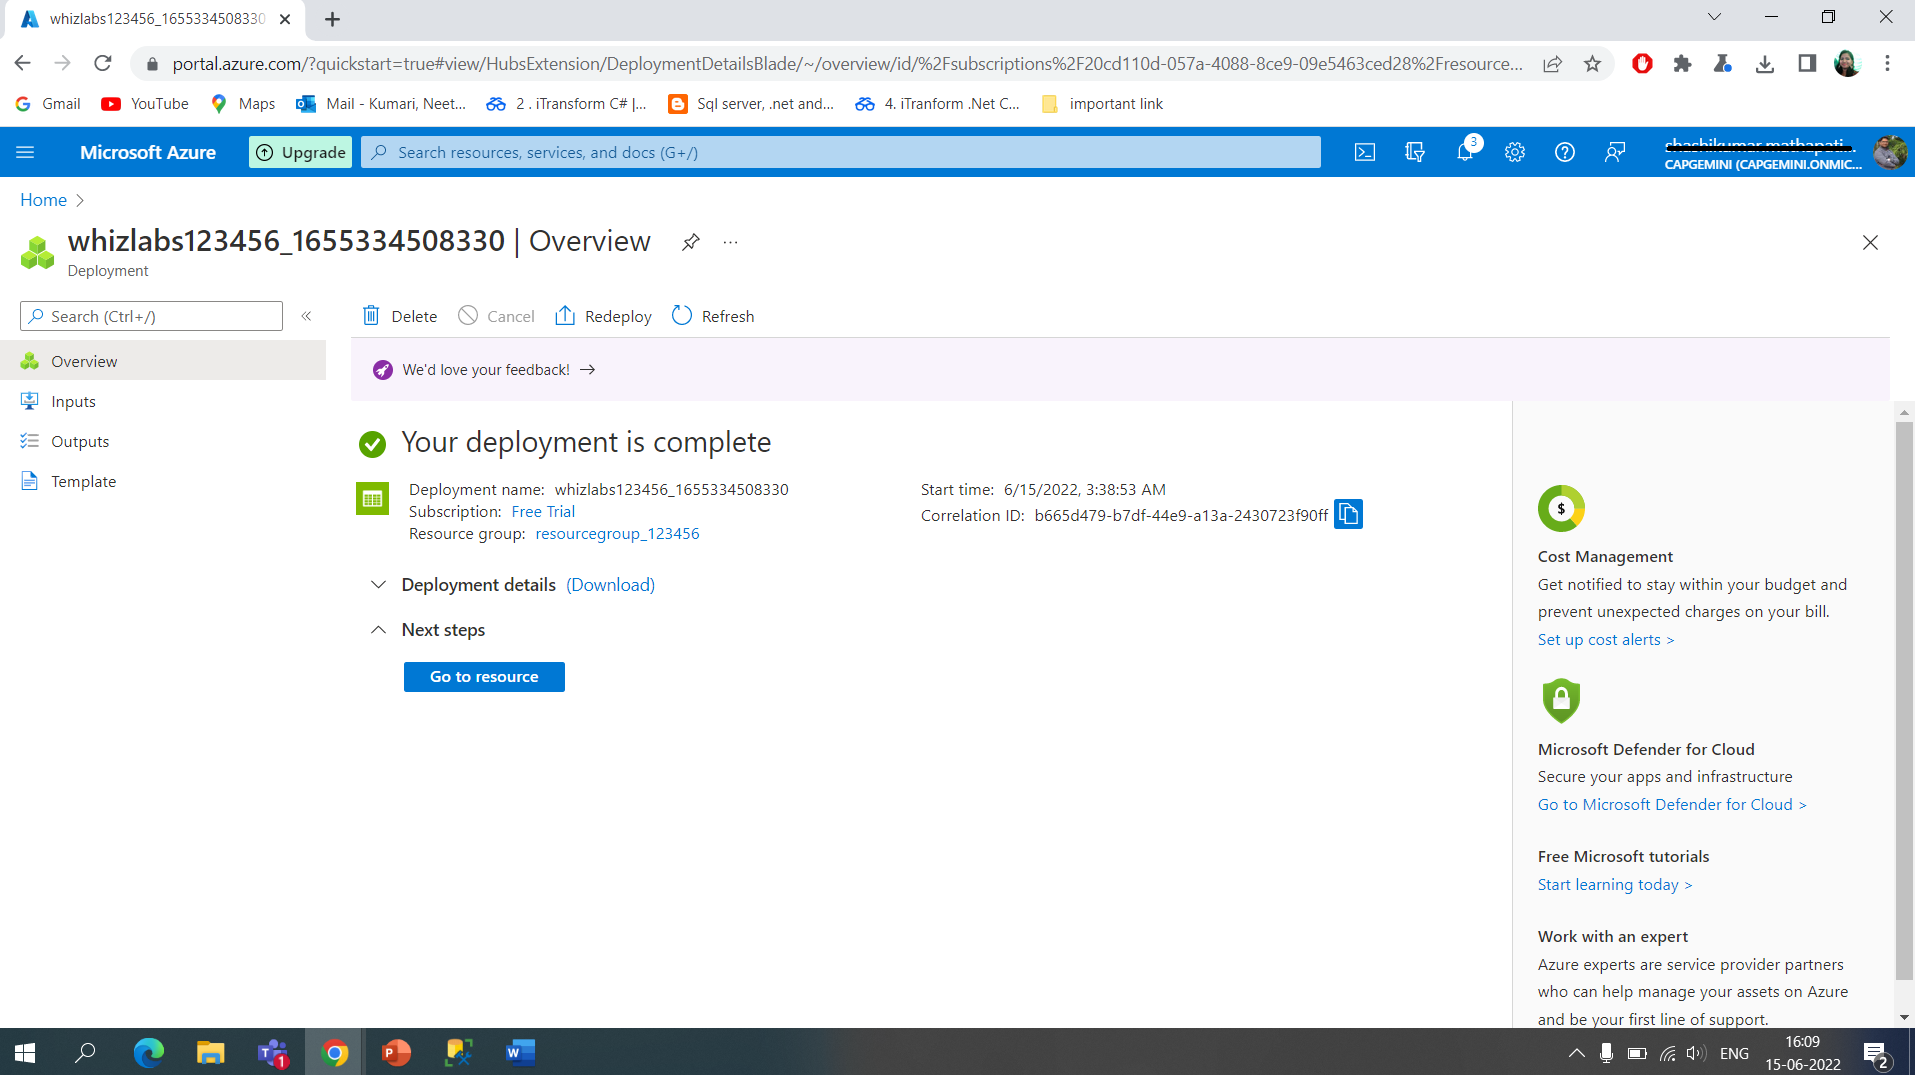 whizlabs123456_1655334508330
portal.azure.com/?quickstart=true#view/HubsExtension/DeploymentDetailsBlade/~/overview/id/%2Fsubscriptions%2F20cd110d-057a-4088-8ce9-09e5463ced28%2Fresource...
Gmail YouTube Maps Mail - Kumari, Neet... 2 . iTransform C# |... Sql server, .net and... 4. iTranform .Net C... important link
Microsoft Azure Upgrade Search resources, services, and docs (G+/) 3
CAPGEMINI (CAPGEMINI.ONMIC...
Home
whizlabs123456_1655334508330 | Overview ...
Deployment
Search (Ctrl+/) «
Delete Cancel Redeploy Refresh
Overview
Inputs
Outputs
Template
We'd love your feedback! →
Your deployment is complete
Deployment name: whizlabs123456_1655334508330
Subscription: Free Trial
Resource group: resourcegroup_123456
Start time: 6/15/2022, 3:38:53 AM
Correlation ID: b665d479-b7df-44e9-a13a-2430723f90ff
Deployment details (Download)
Next steps
Go to resource
$
Cost Management
Get notified to stay within your budget and
prevent unexpected charges on your bill.
Set up cost alerts >
Microsoft Defender for Cloud
Secure your apps and infrastructure
Go to Microsoft Defender for Cloud >
Free Microsoft tutorials
Start learning today >
Work with an expert
Azure experts are service provider partners
who can help manage your assets on Azure
and be your first line of support.
1
ENG
16:09
15-06-2022
2